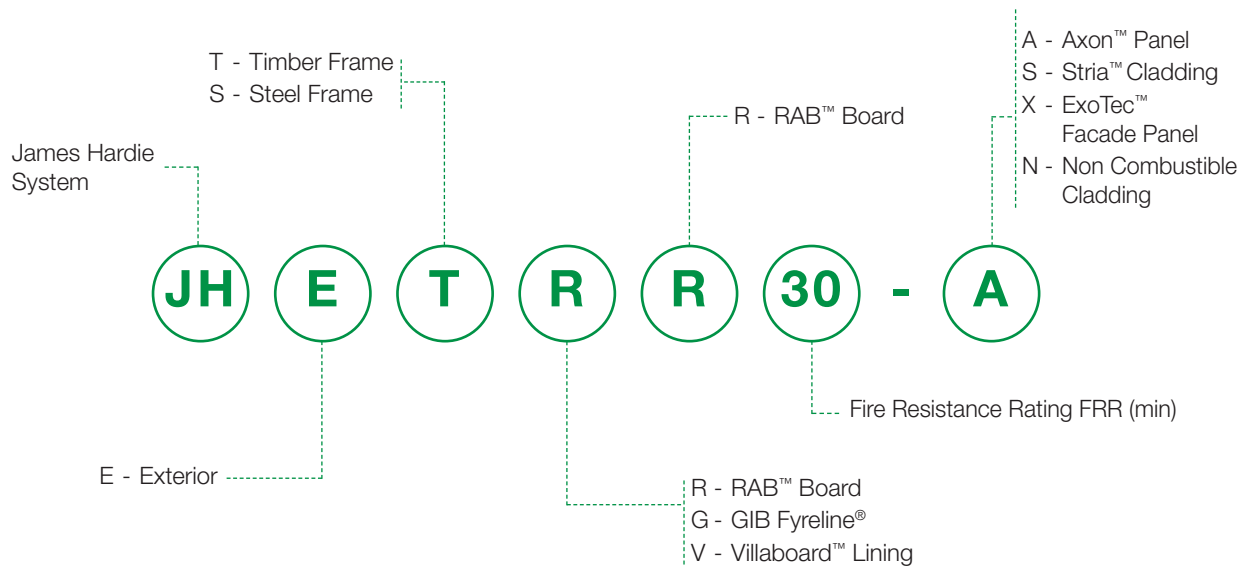 A - Axon™ Panel
S - Stria™ Cladding
X - ExoTec™
Facade Panel
N - Non Combustible
Cladding
T - Timber Frame
S - Steel Frame
R - RAB™ Board
James Hardie
System
JH E T R R 30 - A
Fire Resistance Rating FRR (min)
E - Exterior
R - RAB™ Board
G - GIB Fyreline®
V - Villaboard™ Lining